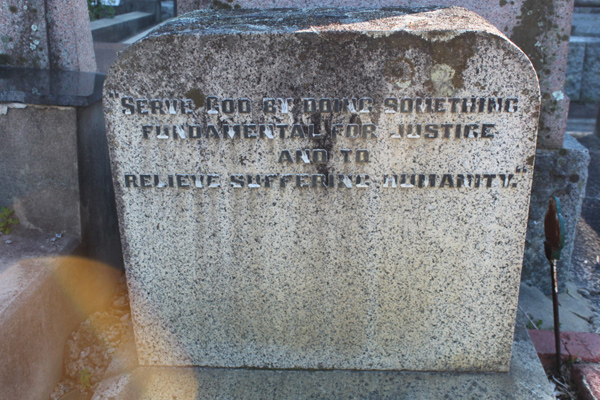 "SERVE GOD BY DOING SOMETHING
FUNDAMENTAL FOR JUSTICE
AND TO
RELIEVE SUFFERING HUMANITY."